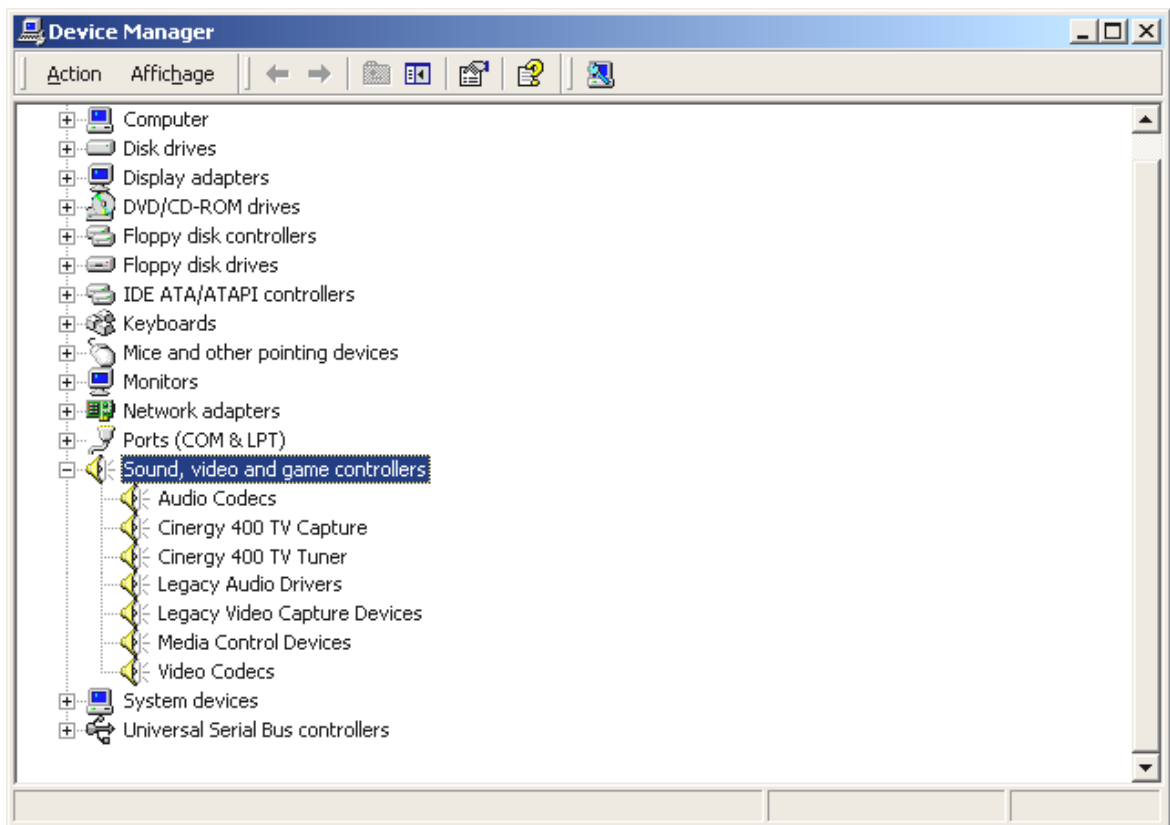 Device Manager
Action Affichage
Computer
Disk drives
Display adapters
DVD/CD-ROM drives
Floppy disk controllers
Floppy disk drives
IDE ATA/ATAPI controllers
Keyboards
Mice and other pointing devices
Monitors
Network adapters
Ports (COM & LPT)
Sound, video and game controllers
Audio Codecs
Cinergy 400 TV Capture
Cinergy 400 TV Tuner
Legacy Audio Drivers
Legacy Video Capture Devices
Media Control Devices
Video Codecs
System devices
Universal Serial Bus controllers